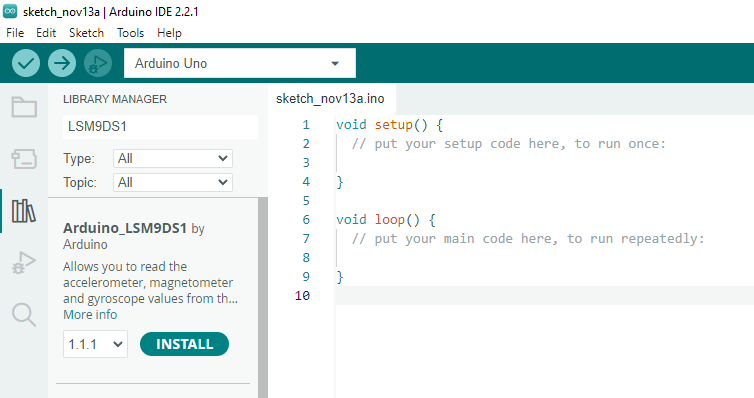 sketch_nov13a | Arduino IDE 2.2.1
File Edit Sketch Tools Help
Arduino Uno
LIBRARY MANAGER
LSM9DS1
Type: All
Topic: All
Arduino_LSM9DS1 by
Arduino
Allows you to read the
accelerometer, magnetometer
and gyroscope values from th...
More info
1.1.1 INSTALL
sketch_nov13a.ino
1 void setup() {
2 // put your setup code here, to run once:
3
4 }
5
6 void loop() {
7 // put your main code here, to run repeatedly:
8
9 }
10